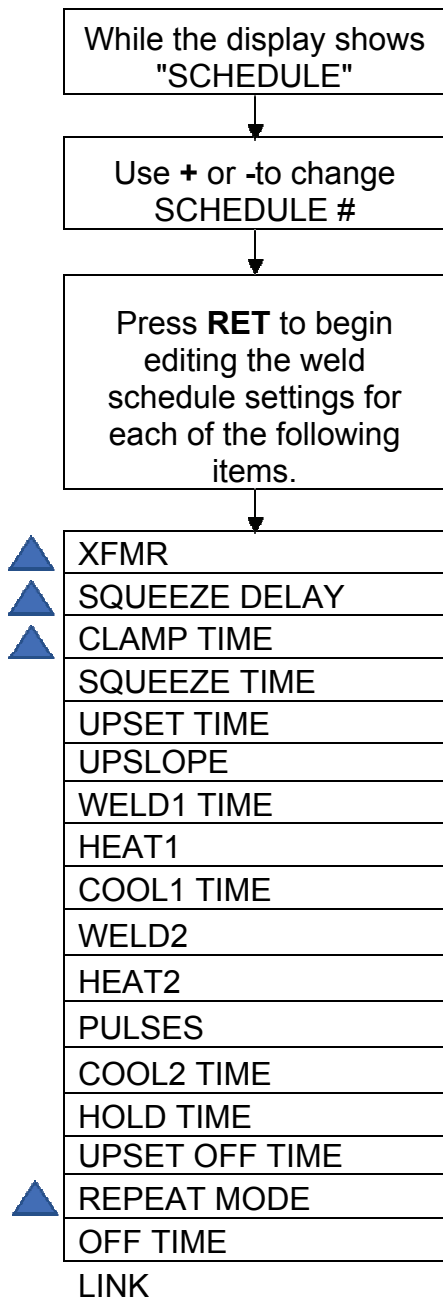 While the display shows
"SCHEDULE"
Use + or -to change
SCHEDULE #
Press RET to begin
editing the weld
schedule settings for
each of the following
items.
XFMR
SQUEEZE DELAY
CLAMP TIME
SQUEEZE TIME
UPSET TIME
UPSLOPE
WELD1 TIME
HEAT1
COOL1 TIME
WELD2
HEAT2
PULSES
COOL2 TIME
HOLD TIME
UPSET OFF TIME
REPEAT MODE
OFF TIME
LINK